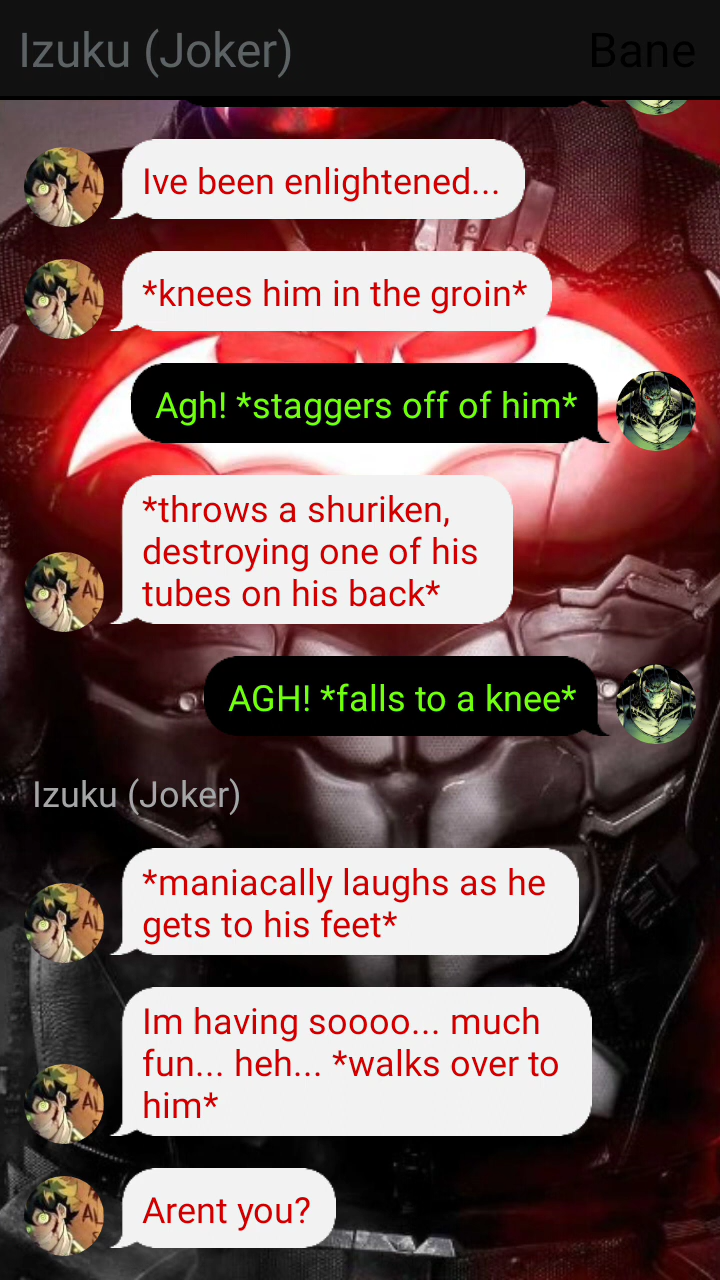 Izuku (Joker) Bane
Ive been enlightened...
*knees him in the groin*
Agh! *staggers off of him*
*throws a shuriken,
destroying one of his
tubes on his back*
AGH! *falls to a knee*
Izuku (Joker)
*maniacally laughs as he
gets to his feet*
Im having soooo... much
fun... heh... *walks over to
him*
Arent you?